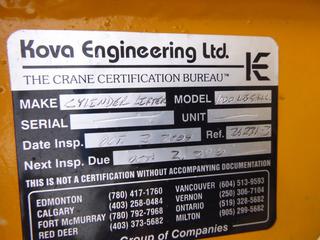 Kova Engineering Ltd.
THE CRANE CERTIFICATION BUREAU™
MAKE CYLINDER LIFTER MODEL
SERIAL UNIT
Date Insp. OCT Ref.
Next Insp. Due
THIS IS NOT A CERTIFICATION WITHOUT ACCOMPANYING DOCUMENTATION
EDMONTON (780) 417-1760 VANCOUVER (604) 513-9593
CALGARY (403) 258-0484 VERNON (250) 306-7104
FORT McMURRAY (780) 792-7968 ONTARIO (519) 328-5682
RED DEER (403) 373-5682 MILTON (905) 299-5682
Group of Companies